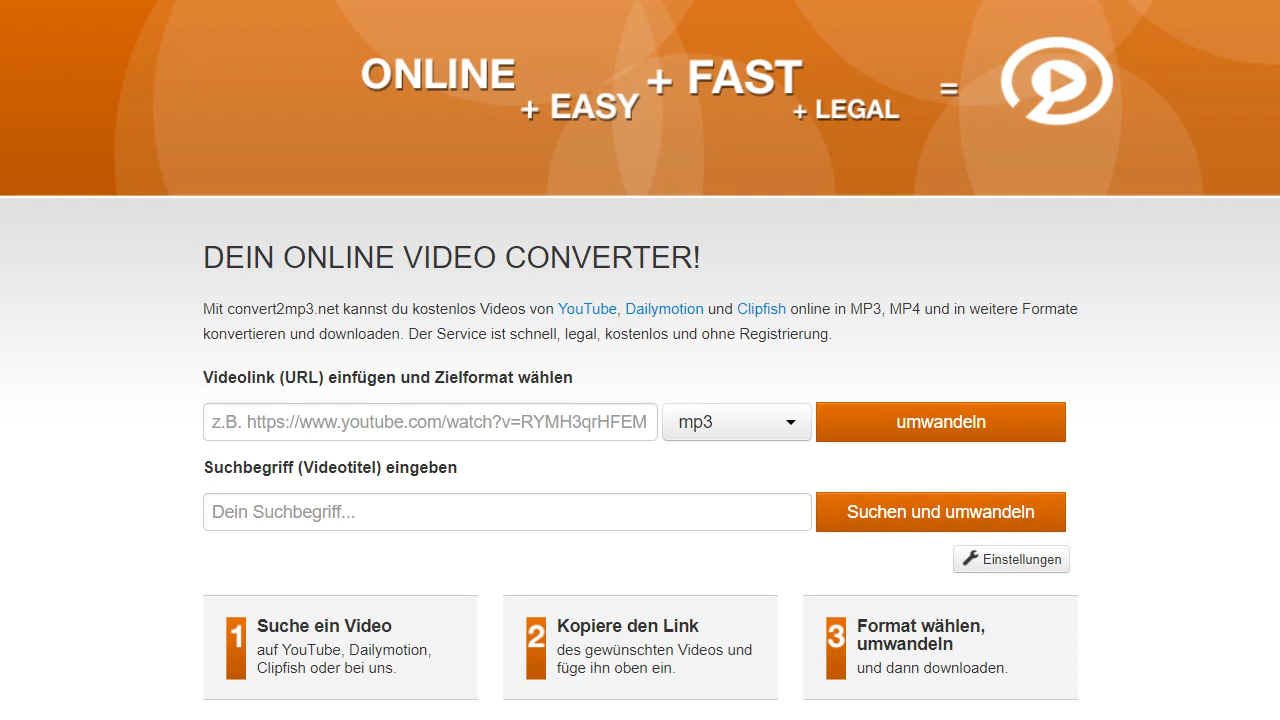 ONLINE + EASY + FAST + LEGAL =
DEIN ONLINE VIDEO CONVERTER!
Mit convert2mp3.net kannst du kostenlos Videos von YouTube, Dailymotion und Clipfish online in MP3, MP4 und in weitere Formate
konvertieren und downloaden. Der Service ist schnell, legal, kostenlos und ohne Registrierung.
Videolink (URL) einfügen und Zielformat wählen
z.B. https://www.youtube.com/watch?v=RYMH3qrHFEM mp3 umwandeln
Suchbegriff (Videotitel) eingeben
Dein Suchbegriff... Suchen und umwandeln
Einstellungen
1 Suche ein Video
auf YouTube, Dailymotion,
Clipfish oder bei uns.
2 Kopiere den Link
des gewünschten Videos und
füge ihn oben ein.
3 Format wählen,
umwandeln
und dann downloaden.